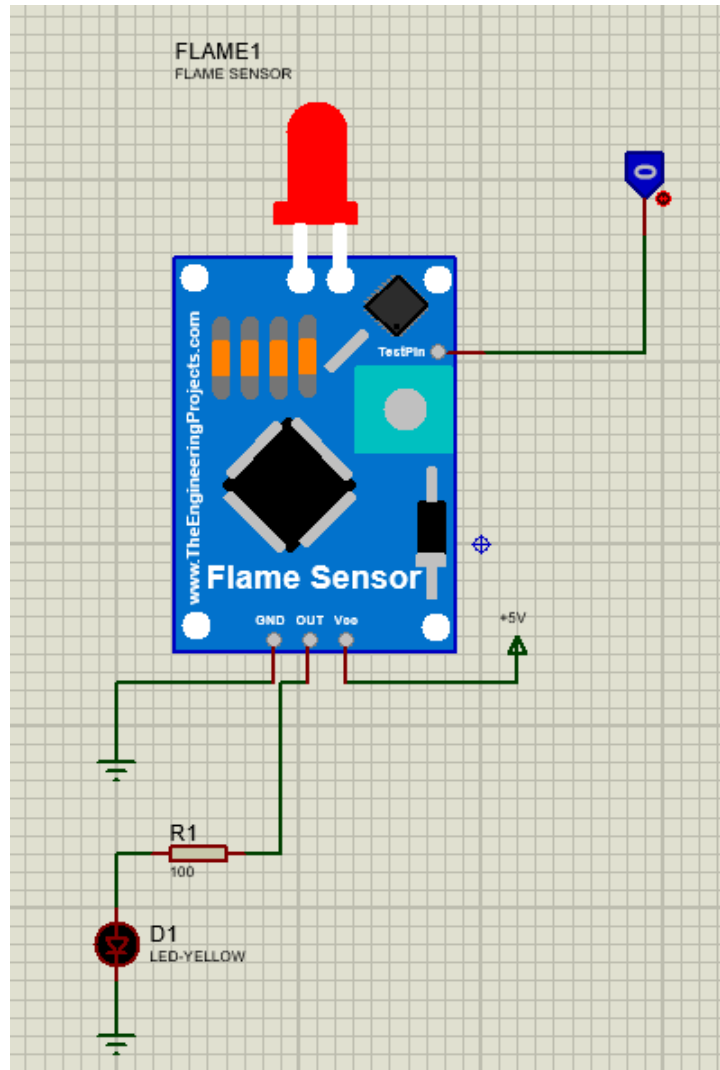 FLAME1
FLAME SENSOR
0
TestPin
www.TheEngineeringProjects.com
Flame Sensor
GND OUT Vcc
+5V
R1
100
D1
LED-YELLOW